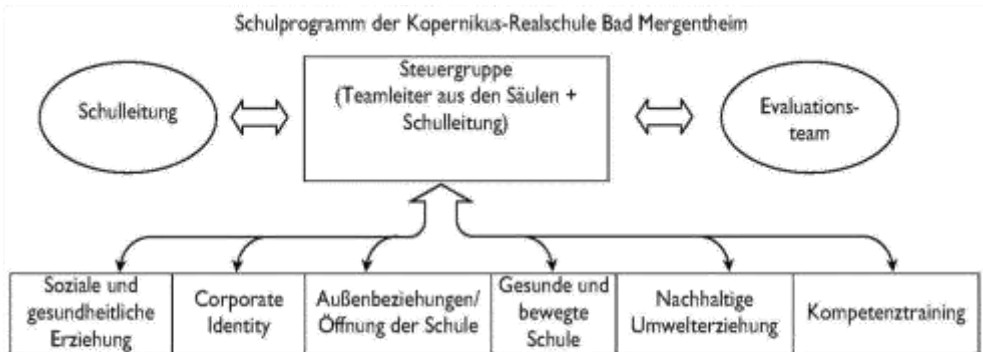 Schulprogramm der Kopernikus-Realschule Bad Mergentheim
Schulleitung
Steuergruppe
(Teamleiter aus den Säulen +
Schulleitung)
Evaluations-
team
Soziale und
gesundheitliche
Erziehung
Corporate
Identity
Außenbeziehungen/
Öffnung der Schule
Gesunde und
bewegte
Schule
Nachhaltige
Umwelterziehung
Kompetenztraining